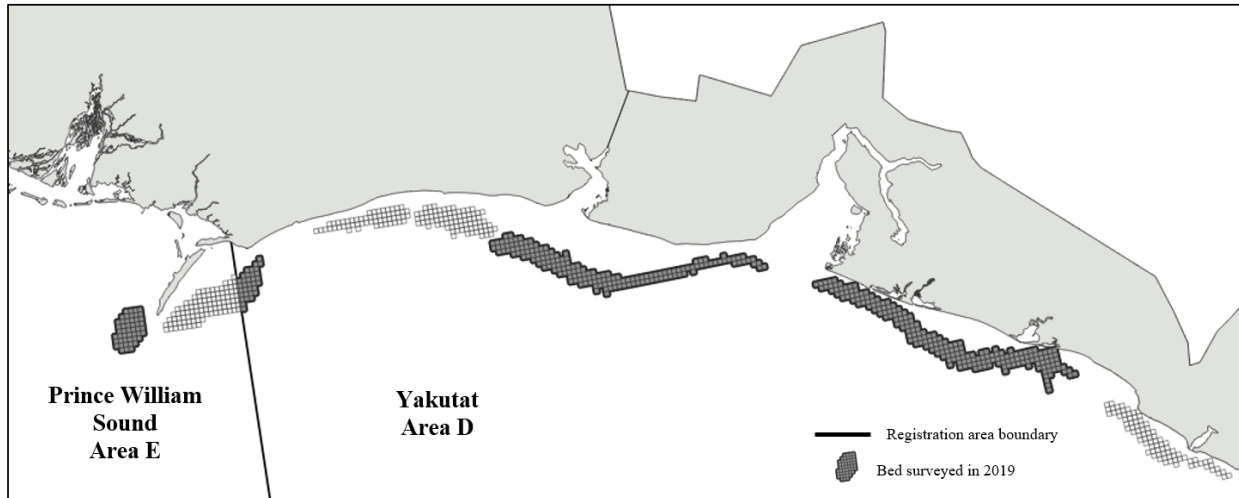 Prince William
Sound
Area E
Yakutat
Area D
Registration area boundary
Bed surveyed in 2019